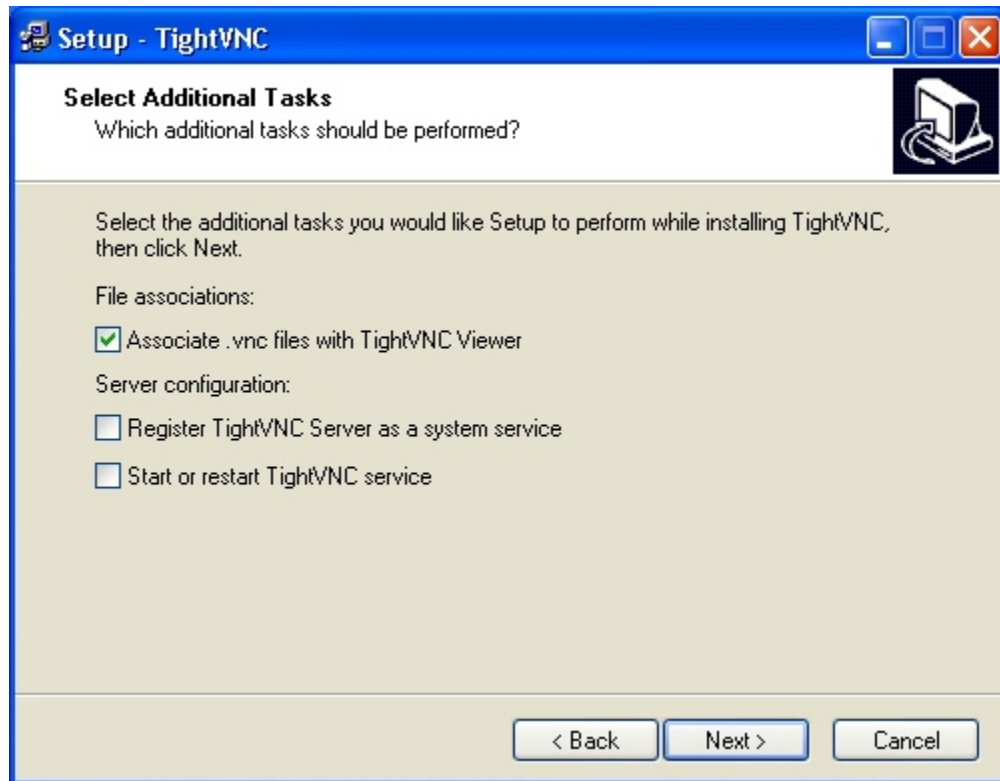 Setup - TightVNC
Select Additional Tasks
Which additional tasks should be performed?
Select the additional tasks you would like Setup to perform while installing TightVNC,
then click Next.
File associations:
Associate .vnc files with TightVNC Viewer
Server configuration:
Register TightVNC Server as a system service
Start or restart TightVNC service
< Back Next > Cancel